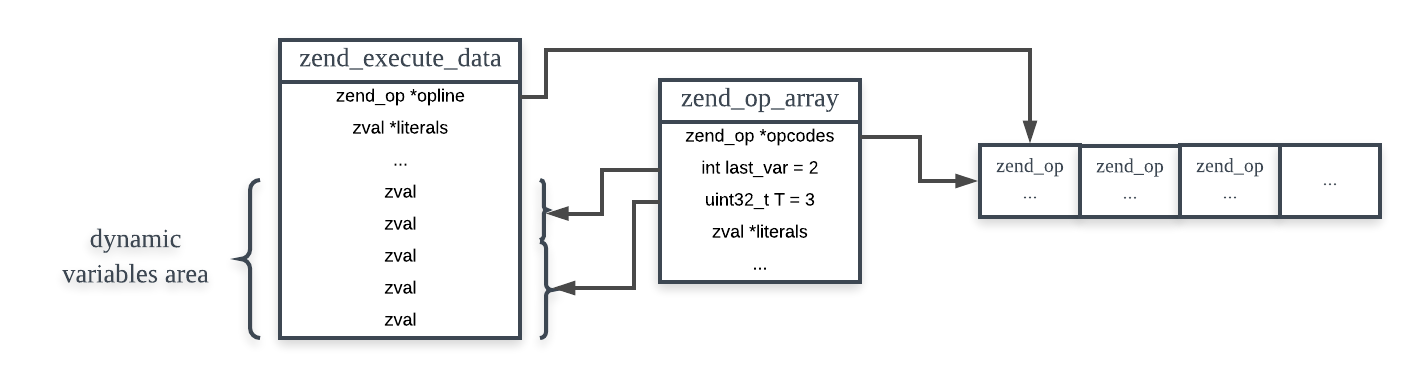 zend_execute_data
zend_op *opline
zval *literals
...
zval
zval
zval
zval
zval
dynamic
variables area
zend_op_array
zend_op *opcodes
int last_var = 2
uint32_t T = 3
zval *literals
...
zend_op
...
zend_op
...
zend_op
...
...